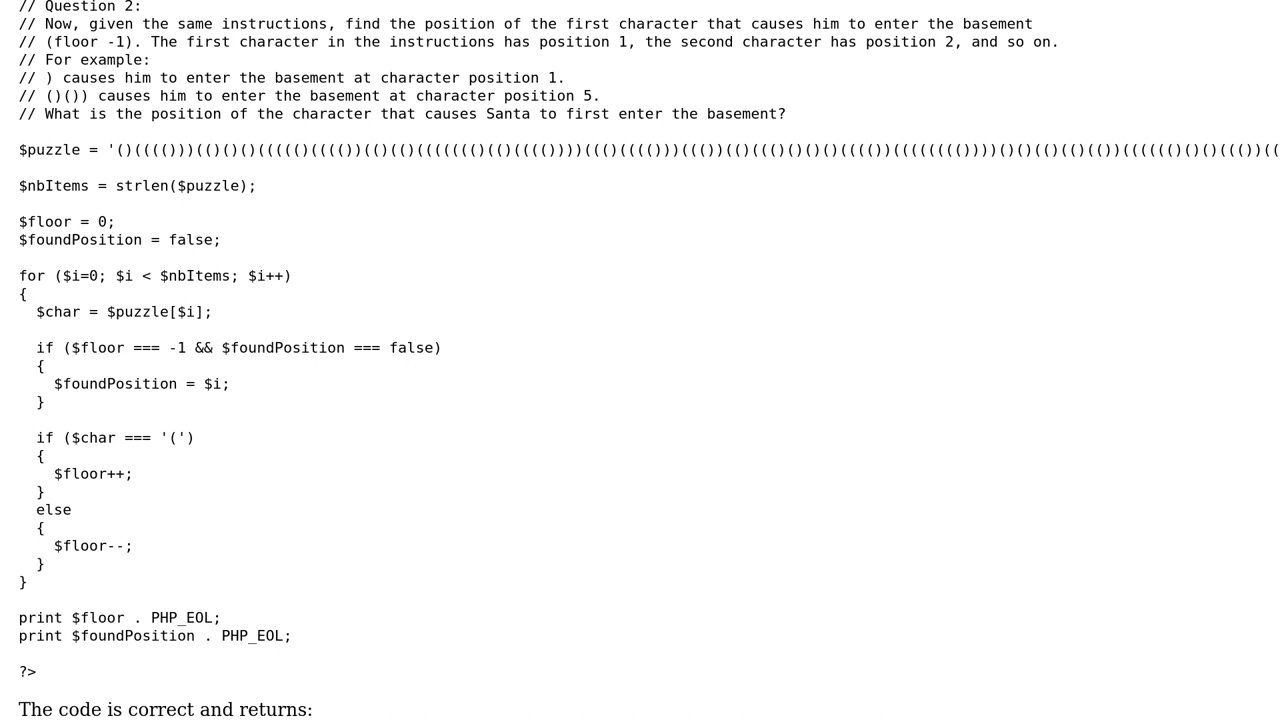 // Question 2:
// Now, given the same instructions, find the position of the first character that causes him to enter the basement
// (floor -1). The first character in the instructions has position 1, the second character has position 2, and so on.
// For example:
// ) causes him to enter the basement at character position 1.
// ()()) causes him to enter the basement at character position 5.
// What is the position of the character that causes Santa to first enter the basement?
$puzzle = '()(((()))(()()()((((()(((())(()(()((((((()(()(((())))((()((((()))((())(()((()()()()(((())((((((((()))))()()(()(()(())((((((()()()((())((
$nbItems = strlen($puzzle);
$floor = 0;
$foundPosition = false;
for ($i=0; $i < $nbItems; $i++)
{
  $char = $puzzle[$i];
  if ($floor === -1 && $foundPosition === false)
  {
    $foundPosition = $i;
  }
  if ($char === '(')
  {
    $floor++;
  }
  else
  {
    $floor--;
  }
}
print $floor . PHP_EOL;
print $foundPosition . PHP_EOL;
?>
The code is correct and returns: